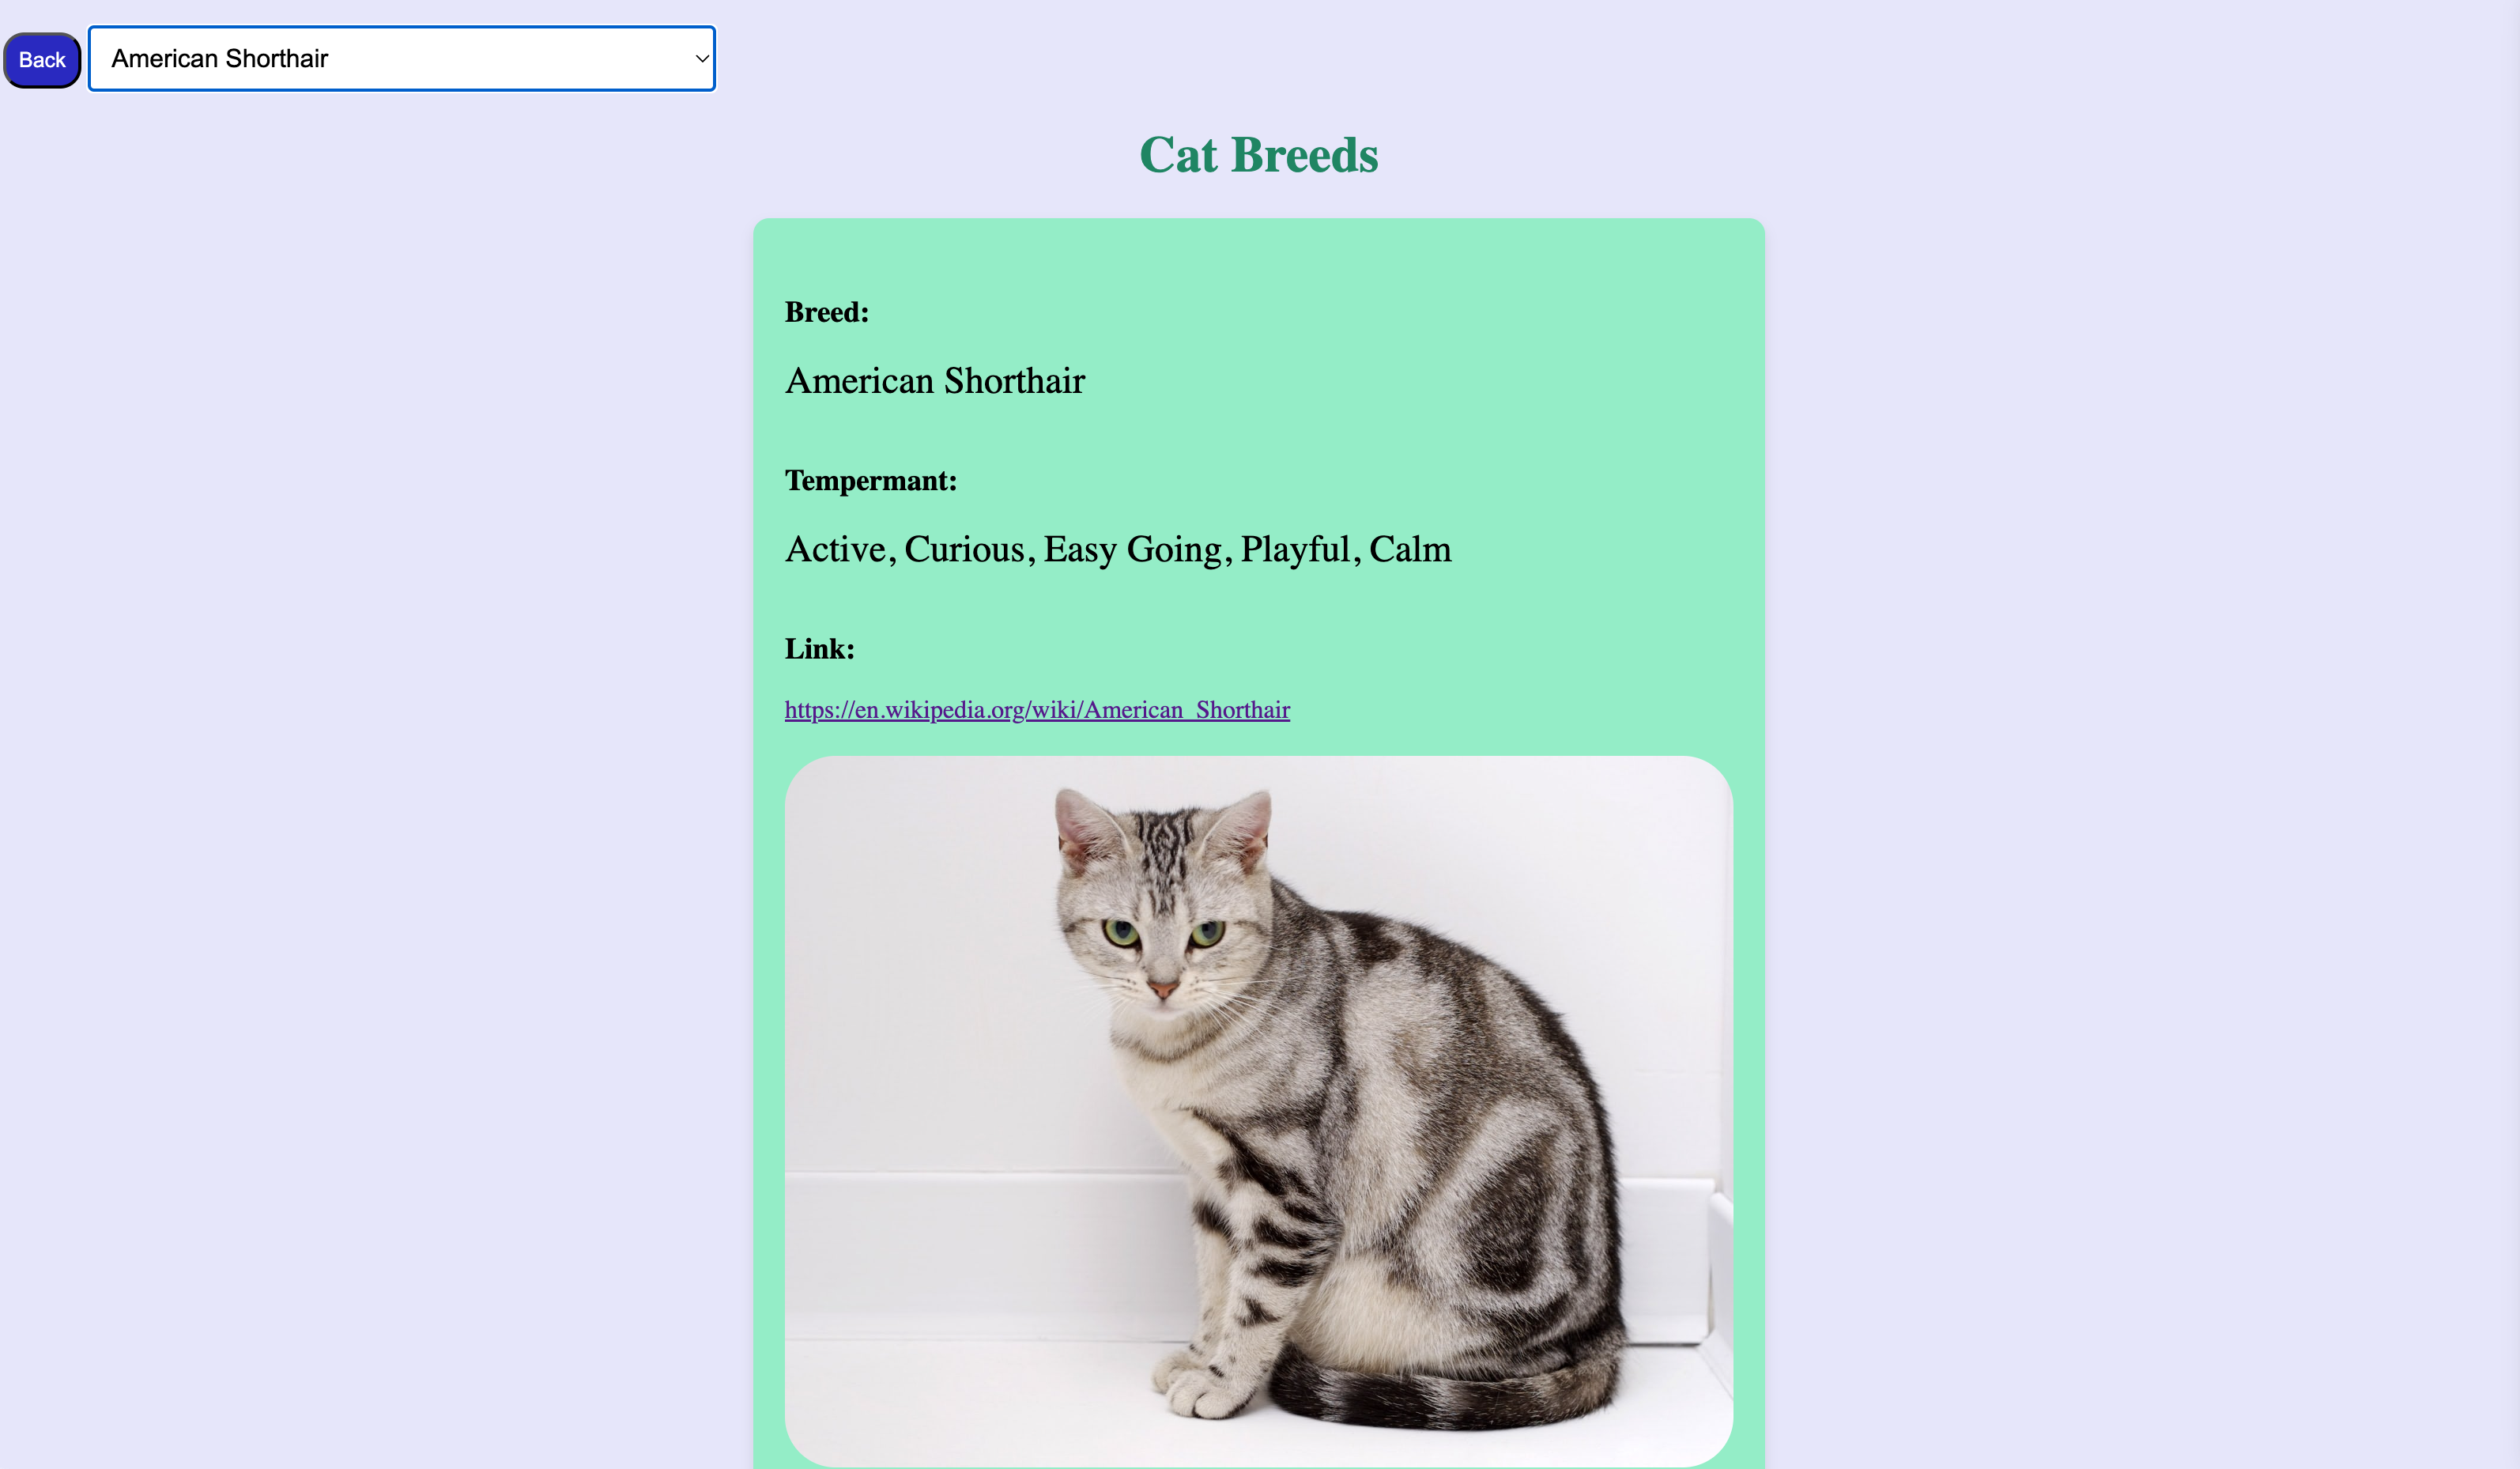 Back
American Shorthair
Cat Breeds
Breed:
American Shorthair
Tempermant:
Active, Curious, Easy Going, Playful, Calm
Link:
https://en.wikipedia.org/wiki/American_Shorthair